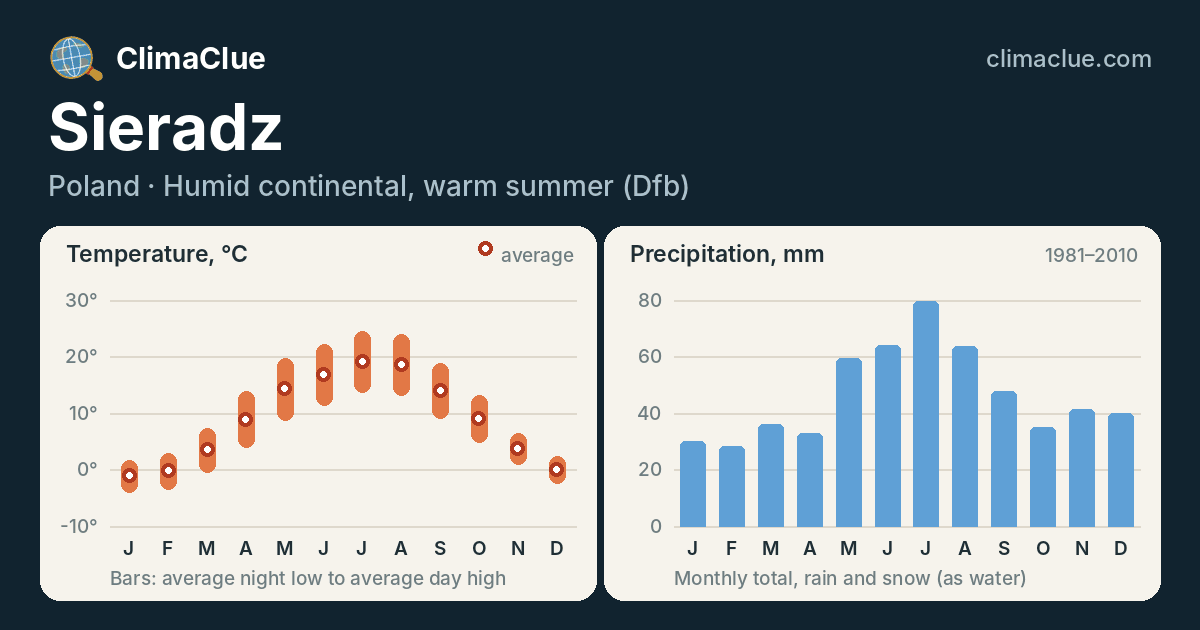 ClimaClue
climaclue.com
Sieradz
Poland · Humid continental, warm summer (Dfb)
Temperature, °C
average
30°
20°
10°
0°
-10°
J F M A M J J A S O N D
Bars: average night low to average day high
Precipitation, mm
1981–2010
80
60
40
20
0
J F M A M J J A S O N D
Monthly total, rain and snow (as water)